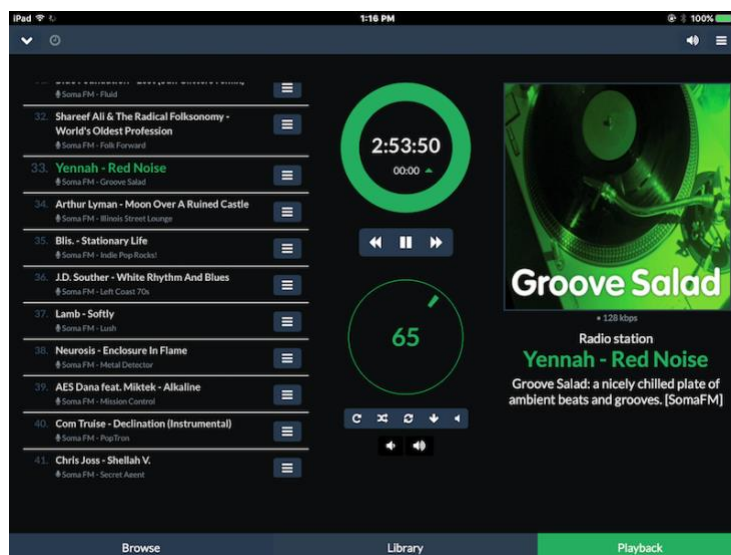 iPad
1:16 PM
100%
Soma FM - Fluid
32. Shareef Ali & The Radical Folksonomy -
World's Oldest Profession
Soma FM - Folk Forward
33. Yennah - Red Noise
Soma FM - Groove Salad
34. Arthur Lyman - Moon Over A Ruined Castle
Soma FM - Illinois Street Lounge
35. Blis. - Stationary Life
Soma FM - Indie Pop Rocks!
36. J.D. Souther - White Rhythm And Blues
Soma FM - Left Coast 70s
37. Lamb - Softly
Soma FM - Lush
38. Neurosis - Enclosure In Flame
Soma FM - Metal Detector
39. AES Dana feat. Miktek - Alkaline
Soma FM - Mission Control
40. Com Truise - Declination (Instrumental)
Soma FM - PopTron
41. Chris Joss - Shellah V.
Soma FM - Secret Agent
2:53:50
00:00
65
Groove Salad
• 128 kbps
Radio station
Yennah - Red Noise
Groove Salad: a nicely chilled plate of
ambient beats and grooves. [SomaFM]
Browse
Library
Playback